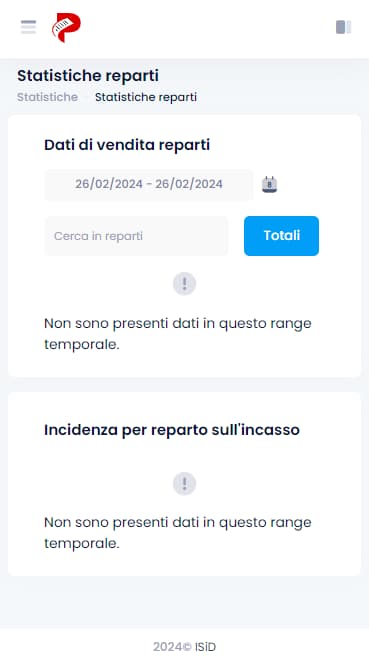 Statistiche reparti
Statistiche Statistiche reparti
Dati di vendita reparti
26/02/2024 - 26/02/2024
8
Cerca in reparti
Totali
Non sono presenti dati in questo range
temporale.
Incidenza per reparto sull'incasso
Non sono presenti dati in questo range
temporale.
2024© ISiD